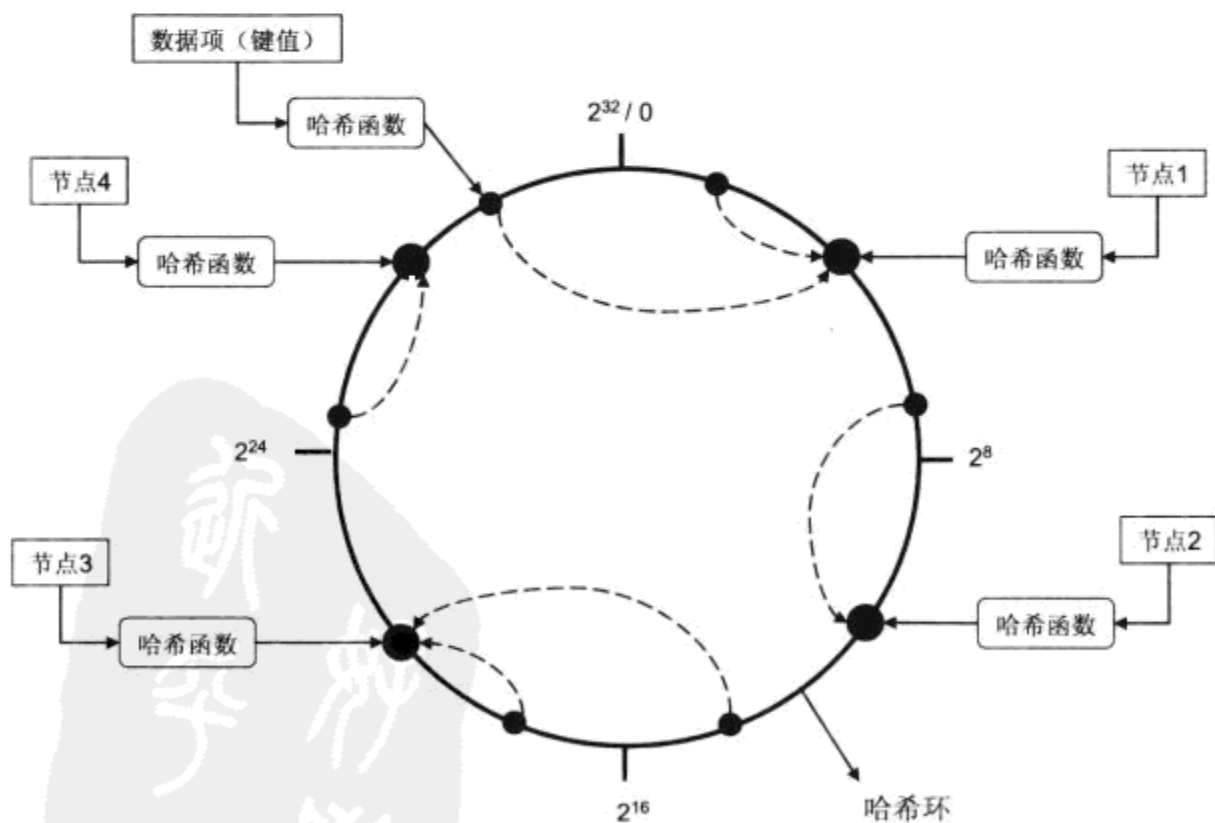 数据项（键值）
哈希函数
2³² / 0
节点4
节点1
哈希函数
哈希函数
2²⁴
2⁸
节点3
节点2
哈希函数
哈希函数
2¹⁶
哈希环